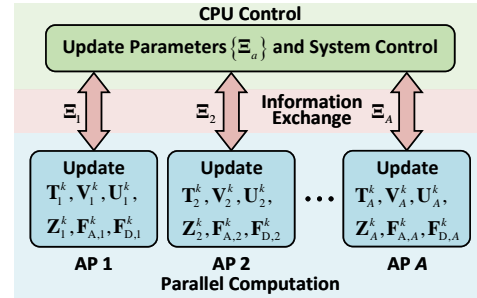 CPU Control
Update Parameters {Ξ_a} and System Control
Ξ_1 Ξ_2 Information Exchange Ξ_A
Update Update Update
T_1^k, V_1^k, U_1^k, T_2^k, V_2^k, U_2^k, ••• T_A^k, V_A^k, U_A^k,
Z_1^k, F_{A,1}^k, F_{D,1}^k Z_2^k, F_{A,2}^k, F_{D,2}^k Z_A^k, F_{A,A}^k, F_{D,A}^k
AP 1 AP 2 AP A
Parallel Computation